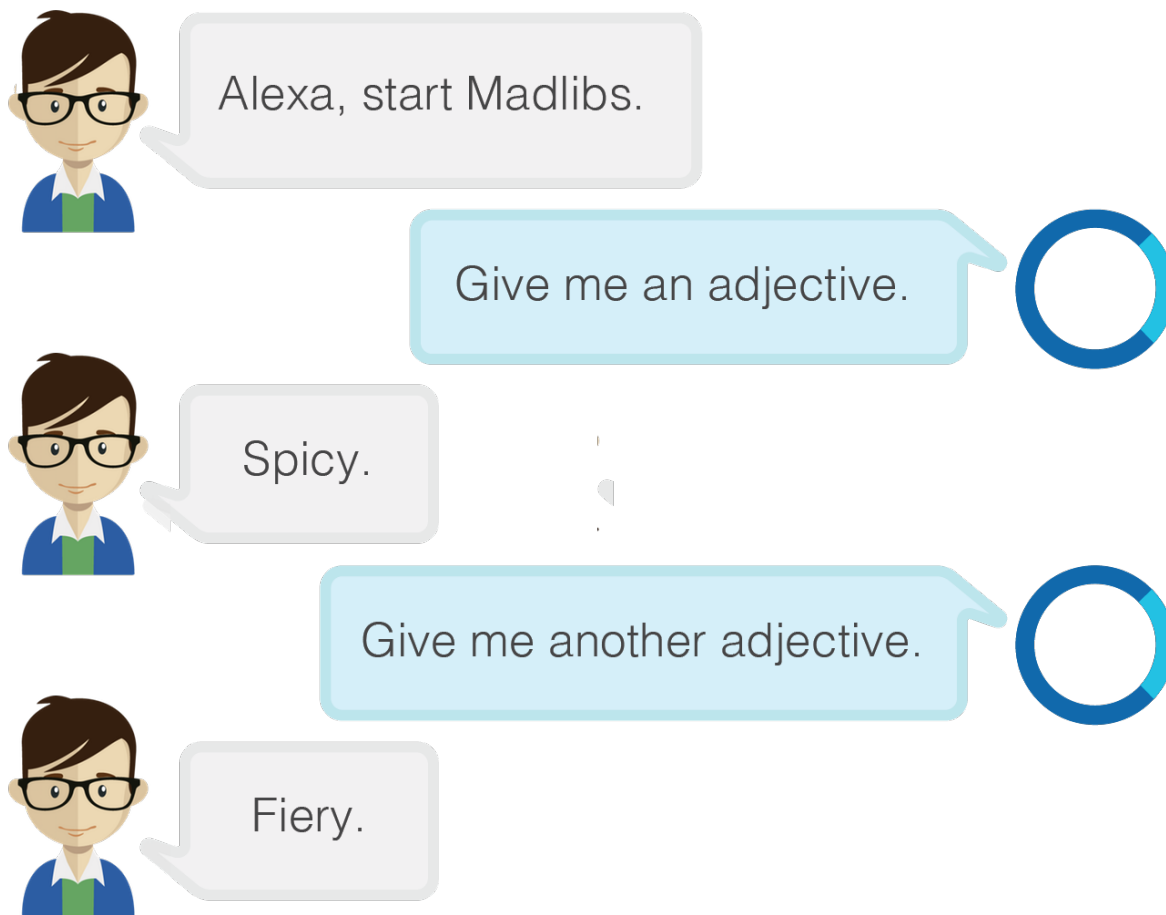 Alexa, start Madlibs.
Give me an adjective.
Spicy.
Give me another adjective.
Fiery.